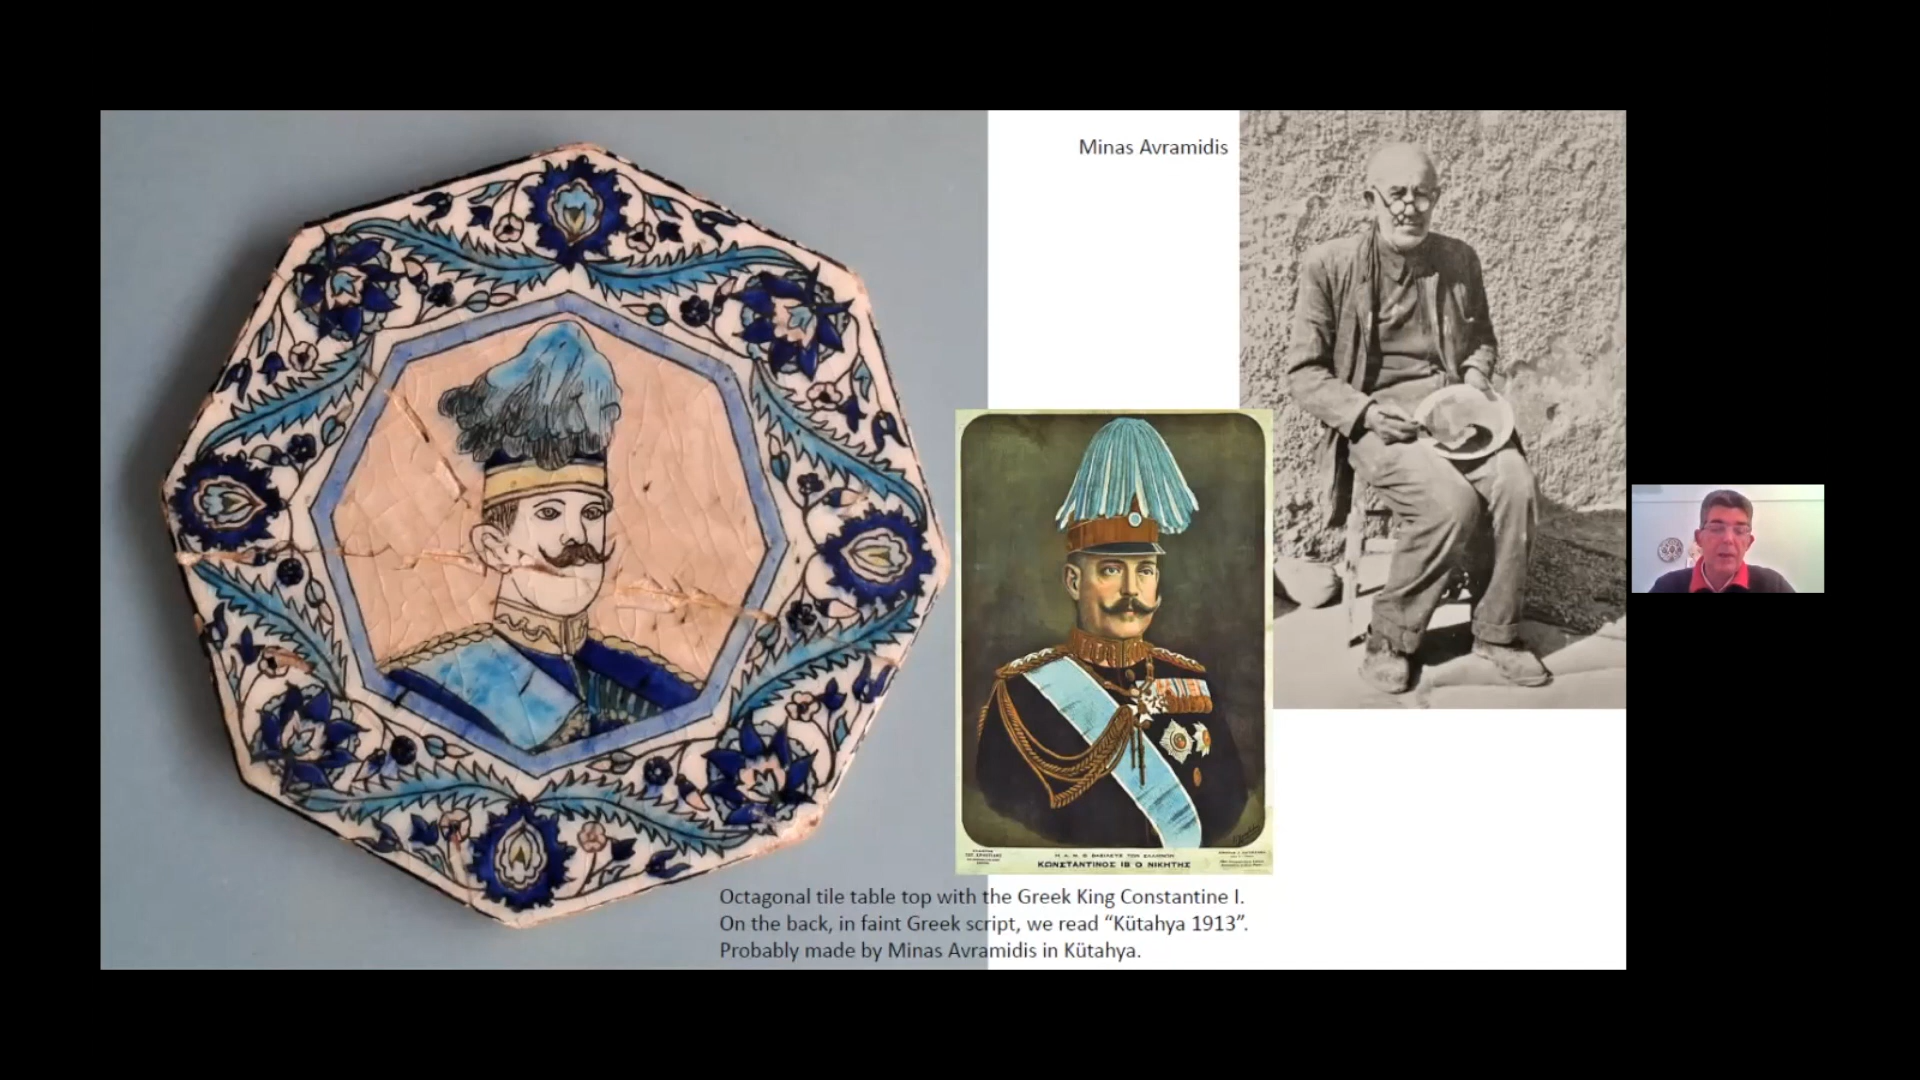 Minas Avramidis
Η Α. Μ. Ο ΒΑΣΙΛΕΥΣ ΤΩΝ ΕΛΛΗΝΩΝ
ΚΩΝΣΤΑΝΤΙΝΟΣ ΙΒ' Ο ΝΙΚΗΤΗΣ
Octagonal tile table top with the Greek King Constantine I.
On the back, in faint Greek script, we read “Kütahya 1913”.
Probably made by Minas Avramidis in Kütahya.